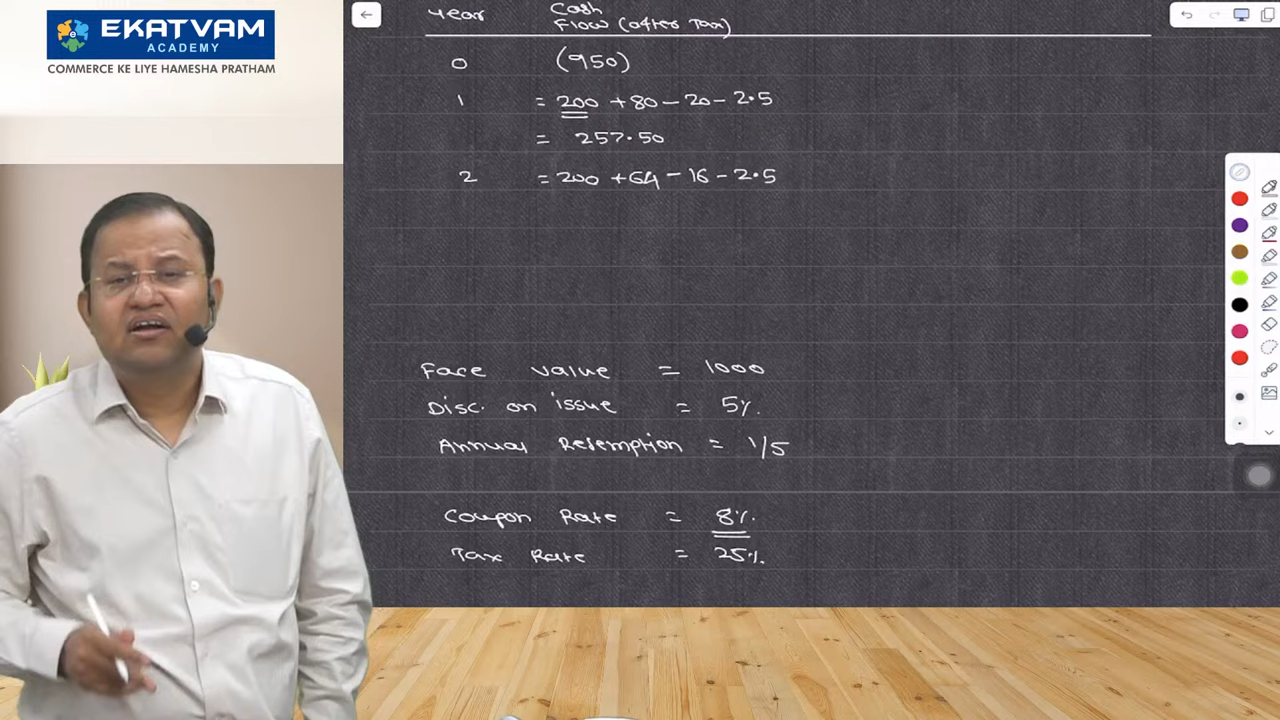 EKATVAM
ACADEMY
COMMERCE KE LIYE HAMESHA PRATHAM
Year Cash Flow (after Tax)
0 (950)
1 = 200 + 80 - 20 - 2.5
= 257.50
2 = 200 + 64 - 16 - 2.5
Face value = 1000
Disc. on issue = 5%.
Annual Redemption = 1/5
Coupon Rate = 8%.
Tax Rate = 25%.